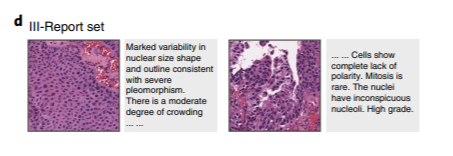 d III-Report set
Marked variability in
nuclear size shape
and outline consistent
with severe
pleomorphism.
There is a moderate
degree of crowding
... ...
... ... Cells show
complete lack of
polarity. Mitosis is
rare. The nuclei
have inconspicuous
nucleoli. High grade.